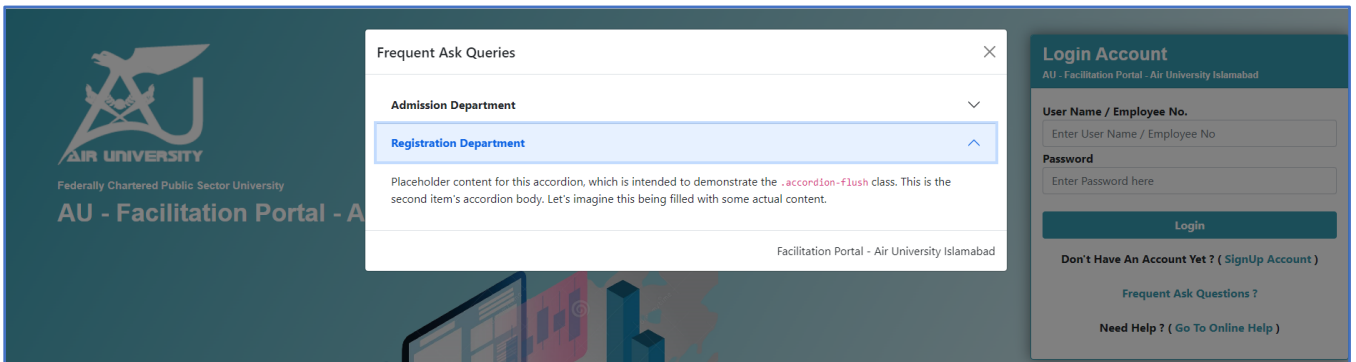 AIR UNIVERSITY
Federally Chartered Public Sector University
AU - Facilitation Portal - A
Frequent Ask Queries
Admission Department
Registration Department
Placeholder content for this accordion, which is intended to demonstrate the .accordion-flush class. This is the
second item's accordion body. Let's imagine this being filled with some actual content.
Facilitation Portal - Air University Islamabad
Login Account
AU - Facilitation Portal - Air University Islamabad
User Name / Employee No.
Enter User Name / Employee No
Password
Enter Password here
Login
Don't Have An Account Yet ? ( SignUp Account )
Frequent Ask Questions ?
Need Help ? ( Go To Online Help )